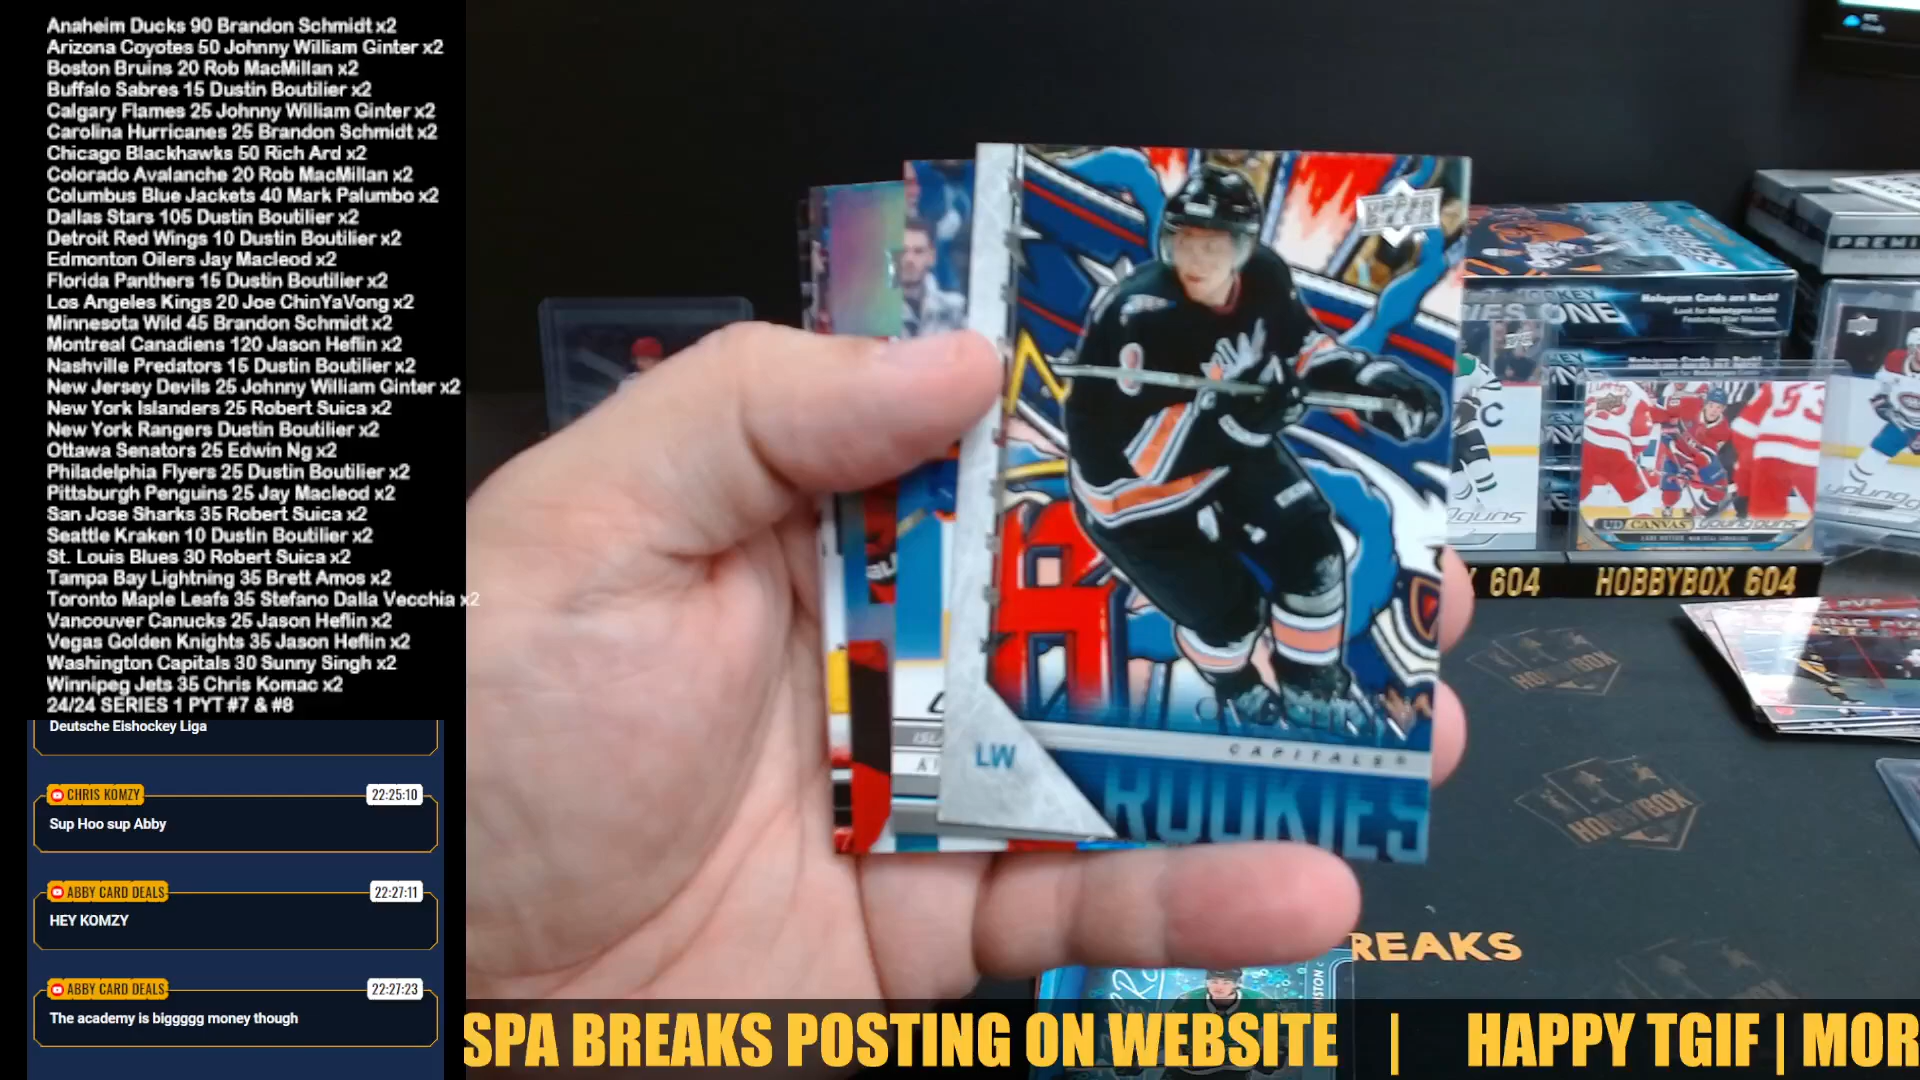 Anaheim Ducks 90 Brandon Schmidt x2
Arizona Coyotes 50 Johnny William Ginter x2
Boston Bruins 20 Rob MacMillan x2
Buffalo Sabres 15 Dustin Boutilier x2
Calgary Flames 25 Johnny William Ginter x2
Carolina Hurricanes 25 Brandon Schmidt x2
Chicago Blackhawks 50 Rich Ard x2
Colorado Avalanche 20 Rob MacMillan x2
Columbus Blue Jackets 40 Mark Palumbo x2
Dallas Stars 105 Dustin Boutilier x2
Detroit Red Wings 10 Dustin Boutilier x2
Edmonton Oilers Jay Macleod x2
Florida Panthers 15 Dustin Boutilier x2
Los Angeles Kings 20 Joe ChinYaVong x2
Minnesota Wild 45 Brandon Schmidt x2
Montreal Canadiens 120 Jason Heflin x2
Nashville Predators 15 Dustin Boutilier x2
New Jersey Devils 25 Johnny William Ginter x2
New York Islanders 25 Robert Suica x2
New York Rangers Dustin Boutilier x2
Ottawa Senators 25 Edwin Ng x2
Philadelphia Flyers 25 Dustin Boutilier x2
Pittsburgh Penguins 25 Jay Macleod x2
San Jose Sharks 35 Robert Suica x2
Seattle Kraken 10 Dustin Boutilier x2
St. Louis Blues 30 Robert Suica x2
Tampa Bay Lightning 35 Brett Amos x2
Toronto Maple Leafs 35 Stefano Dalla Vecchia x2
Vancouver Canucks 25 Jason Heflin x2
Vegas Golden Knights 35 Jason Heflin x2
Washington Capitals 30 Sunny Singh x2
Winnipeg Jets 35 Chris Komac x2
24/24 SERIES 1 PYT #7 & #8
Deutsche Eishockey Liga
CHRIS KOMZY 22:25:10
Sup Hoo sup Abby
ABBY CARD DEALS 22:27:11
HEY KOMZY
ABBY CARD DEALS 22:27:23
The academy is biggggg money though
UPPER DECK
CAPITALS
LW
ROOKIES
Hologram Cards are Back!
UD CANVAS young guns
604
HOBBYBOX 604
HOBBYBOX
REAKS
SPA BREAKS POSTING ON WEBSITE | HAPPY TGIF | MOR